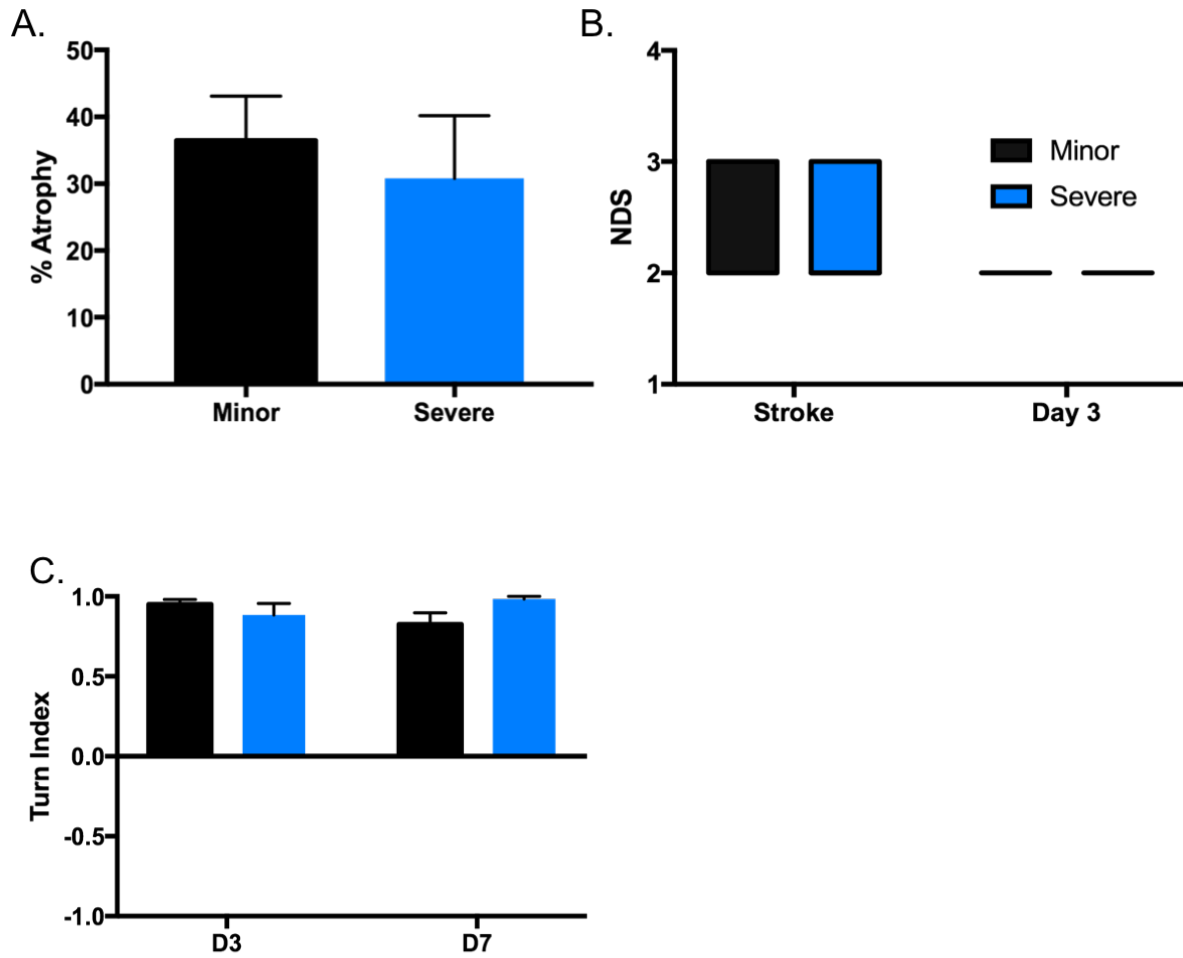 A.
50
40
30
20
10
0
% Atrophy
Minor
Severe
B.
4
3
2
1
NDS
Minor
Severe
Stroke
Day 3
C.
1.0
0.5
0.0
-0.5
-1.0
Turn Index
D3
D7